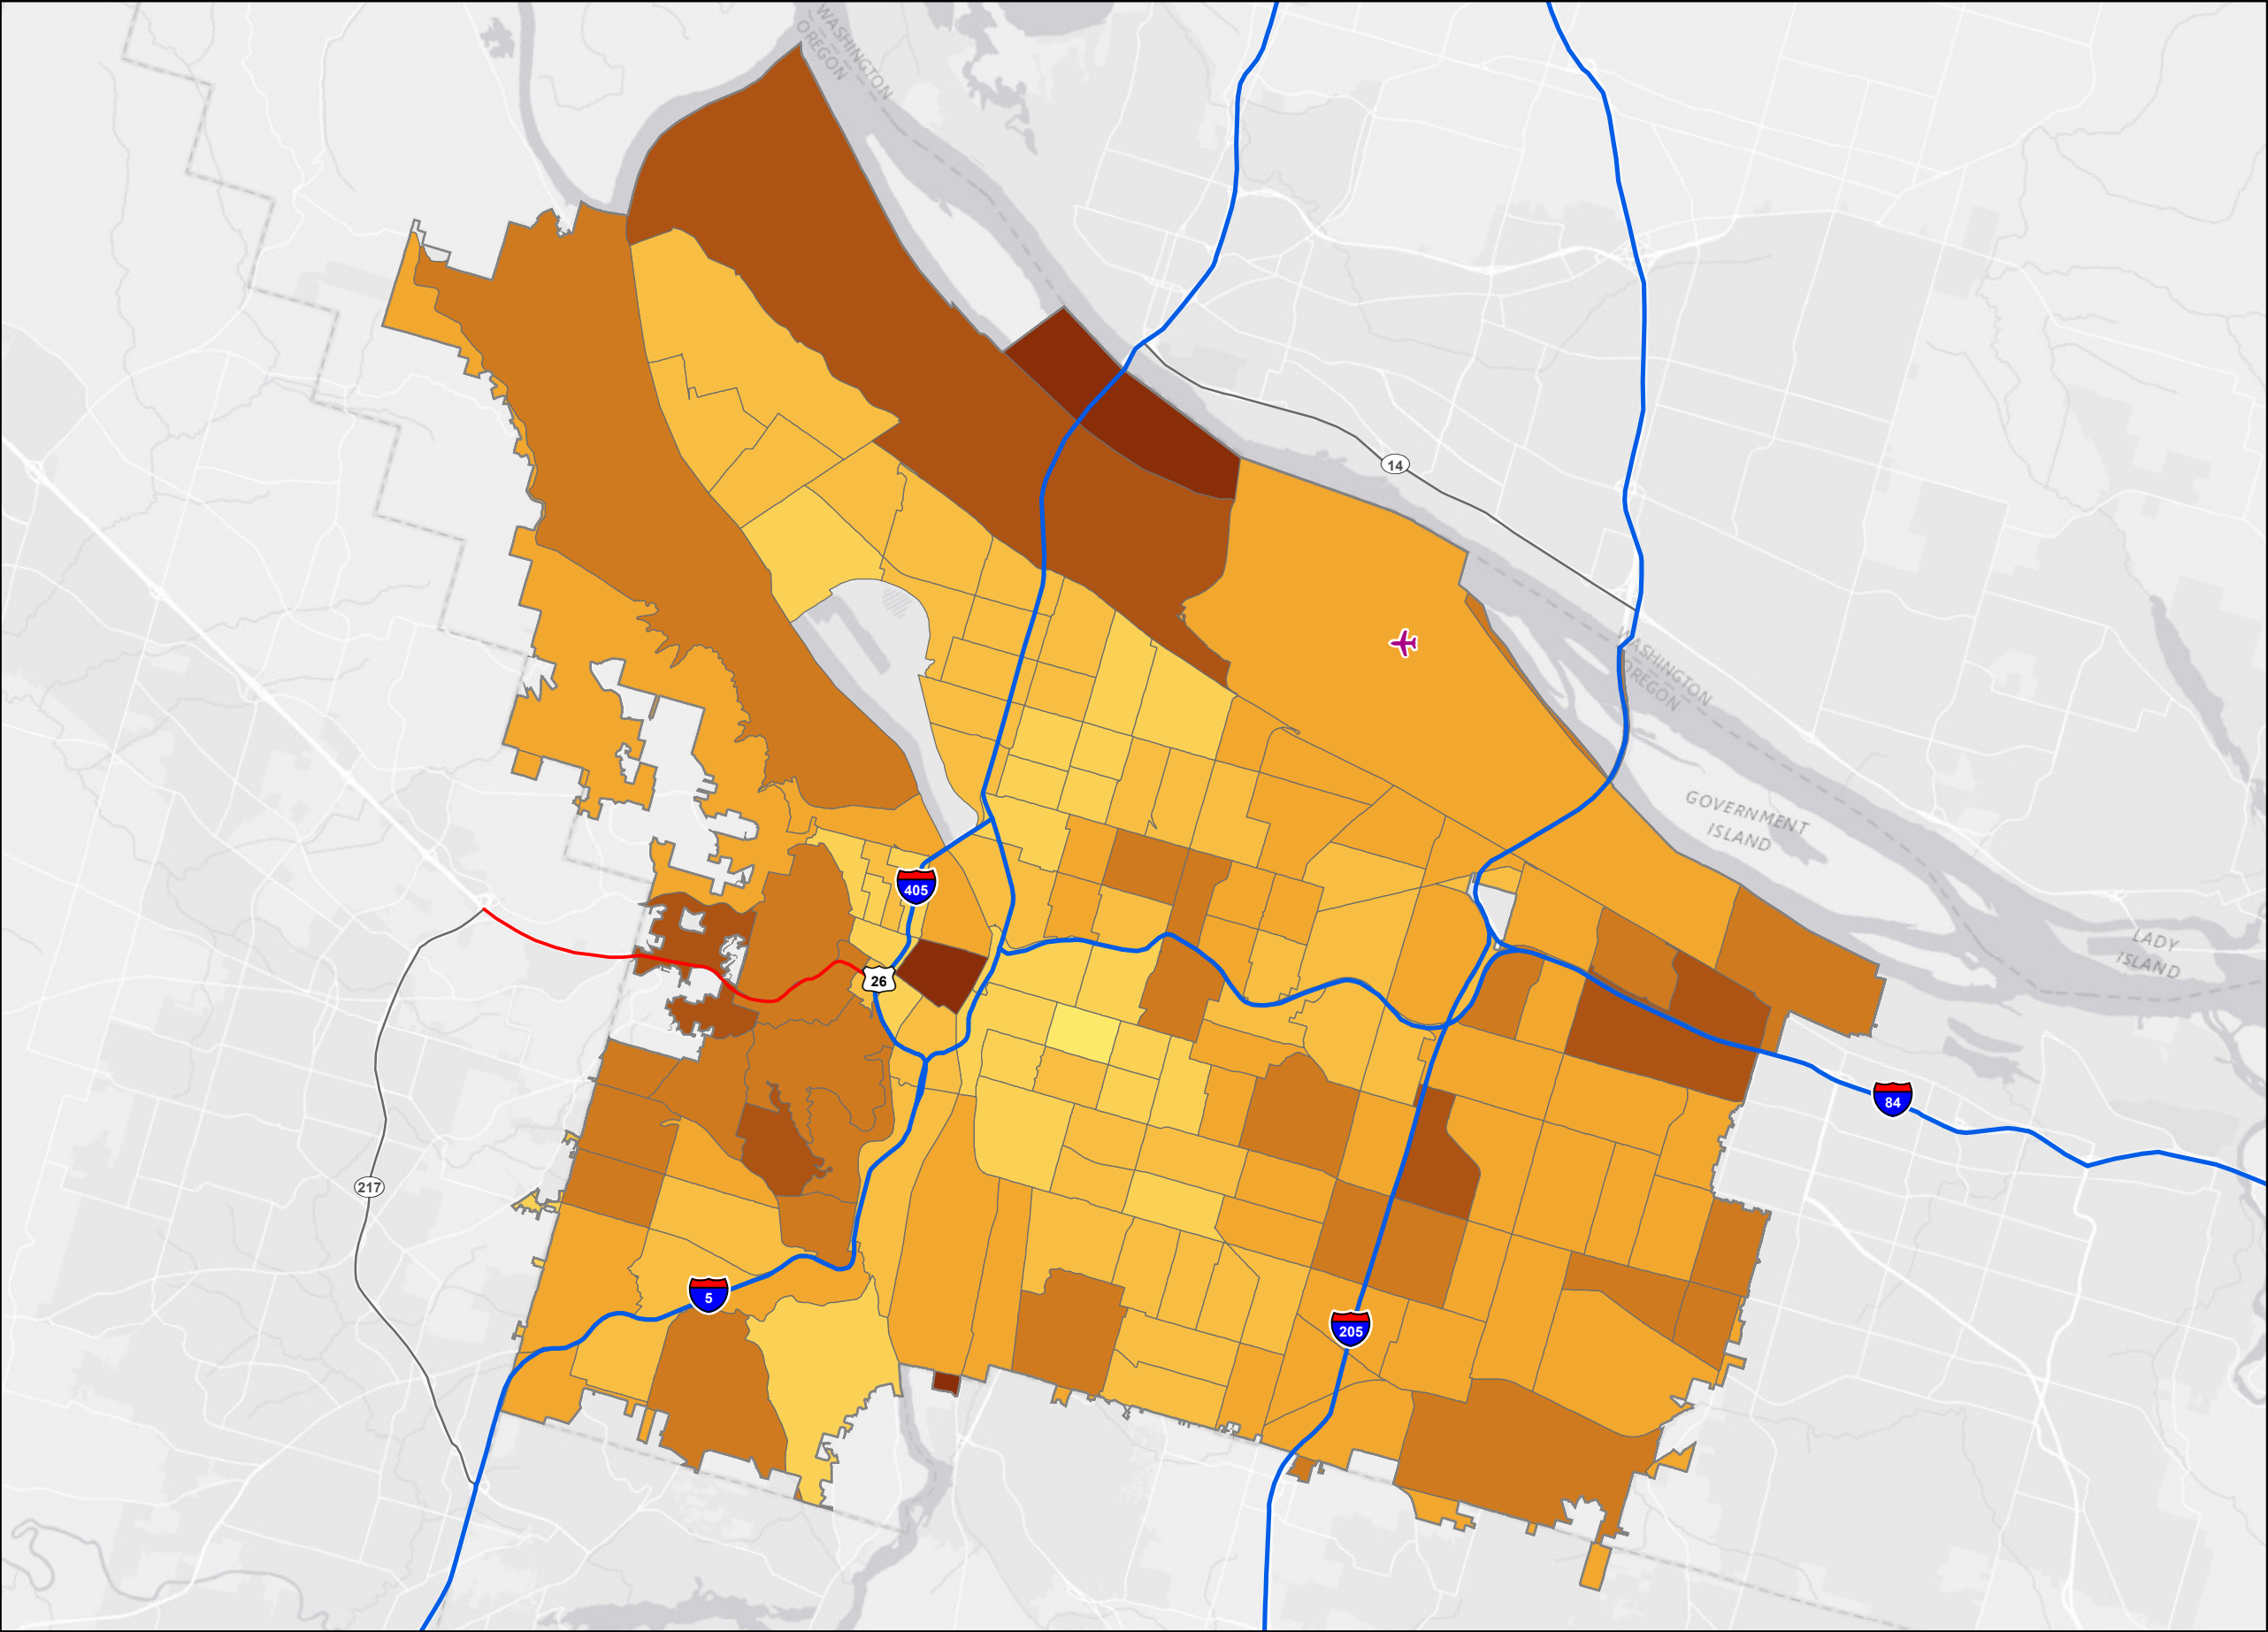 WASHINGTON
OREGON
14
WASHINGTON
OREGON
GOVERNMENT
ISLAND
405
LADY
ISLAND
26
84
217
5
205